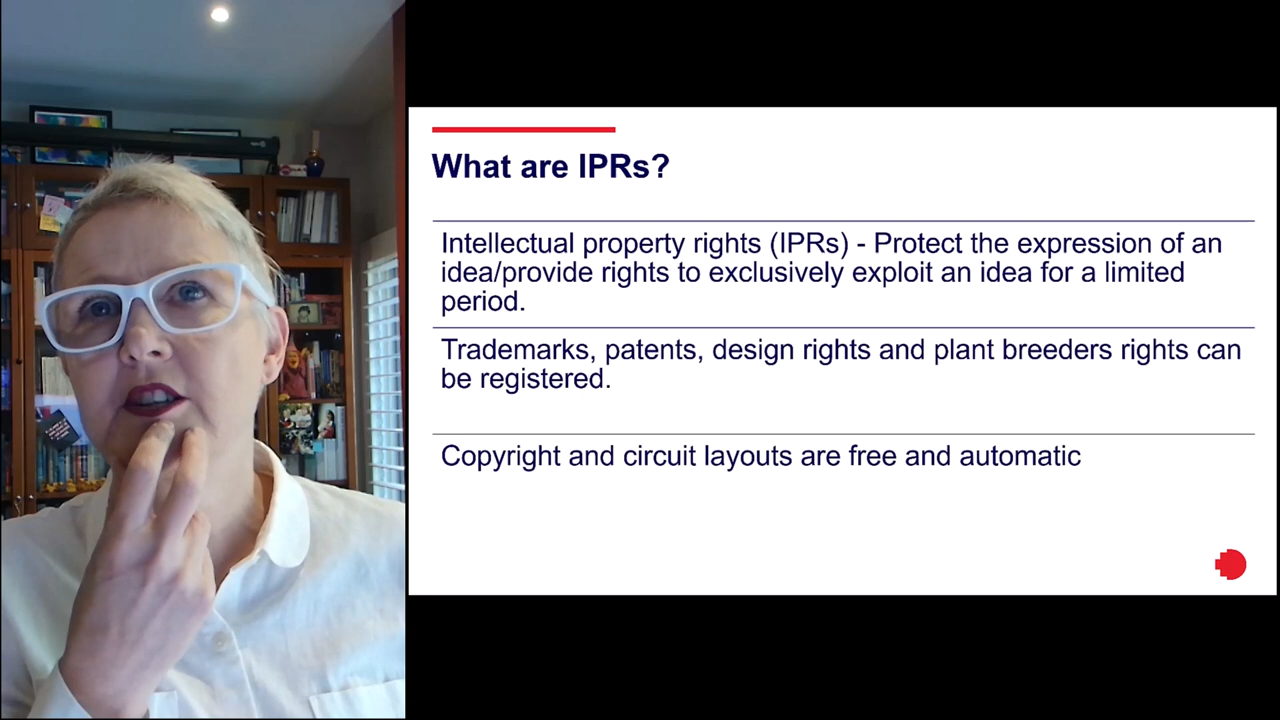 What are IPRs?
Intellectual property rights (IPRs) - Protect the expression of an
idea/provide rights to exclusively exploit an idea for a limited
period.
Trademarks, patents, design rights and plant breeders rights can
be registered.
Copyright and circuit layouts are free and automatic